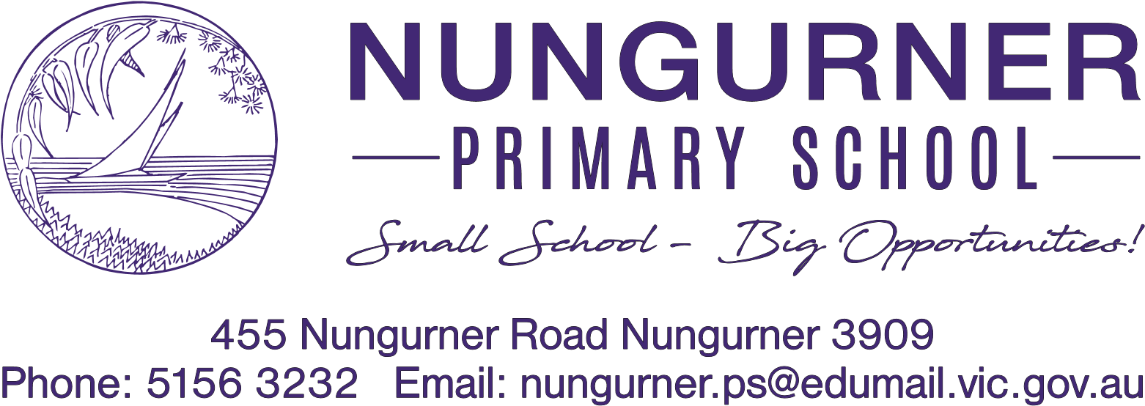 NUNGURNER
PRIMARY SCHOOL
Small School - Big Opportunities!
455 Nungurner Road Nungurner 3909
Phone: 5156 3232 Email: nungurner.ps@edumail.vic.gov.au